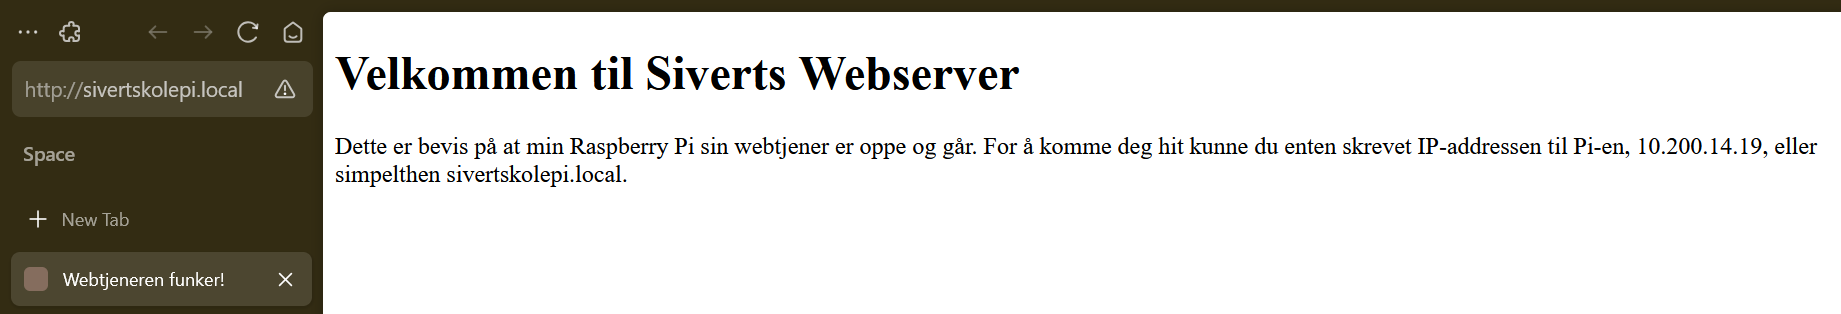 http://sivertskolepi.local
Space
New Tab
Webtjeneren funker!
Velkommen til Siverts Webserver
Dette er bevis på at min Raspberry Pi sin webtjener er oppe og går. For å komme deg hit kunne du enten skrevet IP-addressen til Pi-en, 10.200.14.19, eller
simpelthen sivertskolepi.local.